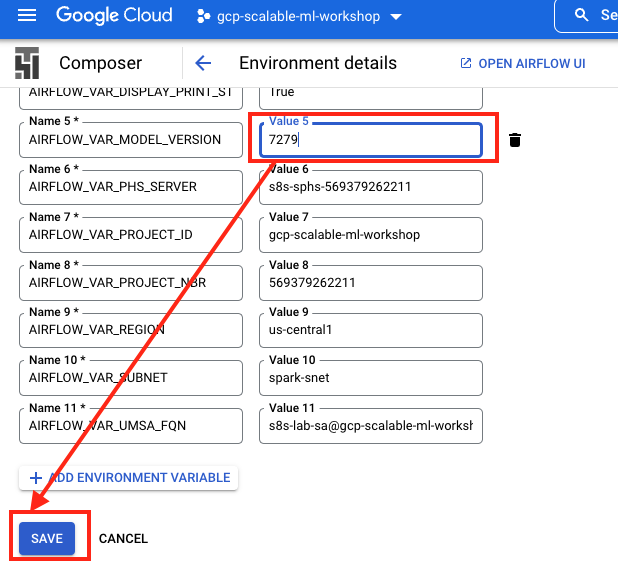 Google Cloud gcp-scalable-ml-workshop Se
Composer Environment details OPEN AIRFLOW UI
AIRFLOW_VAR_DISPLAY_PRINT_ST True
Name 5 * Value 5
AIRFLOW_VAR_MODEL_VERSION 7279
Name 6 * Value 6
AIRFLOW_VAR_PHS_SERVER s8s-sphs-569379262211
Name 7 * Value 7
AIRFLOW_VAR_PROJECT_ID gcp-scalable-ml-workshop
Name 8 * Value 8
AIRFLOW_VAR_PROJECT_NBR 569379262211
Name 9 * Value 9
AIRFLOW_VAR_REGION us-central1
Name 10 * Value 10
AIRFLOW_VAR_SUBNET spark-snet
Name 11 * Value 11
AIRFLOW_VAR_UMSA_FQN s8s-lab-sa@gcp-scalable-ml-worksh
ADD ENVIRONMENT VARIABLE
SAVE CANCEL